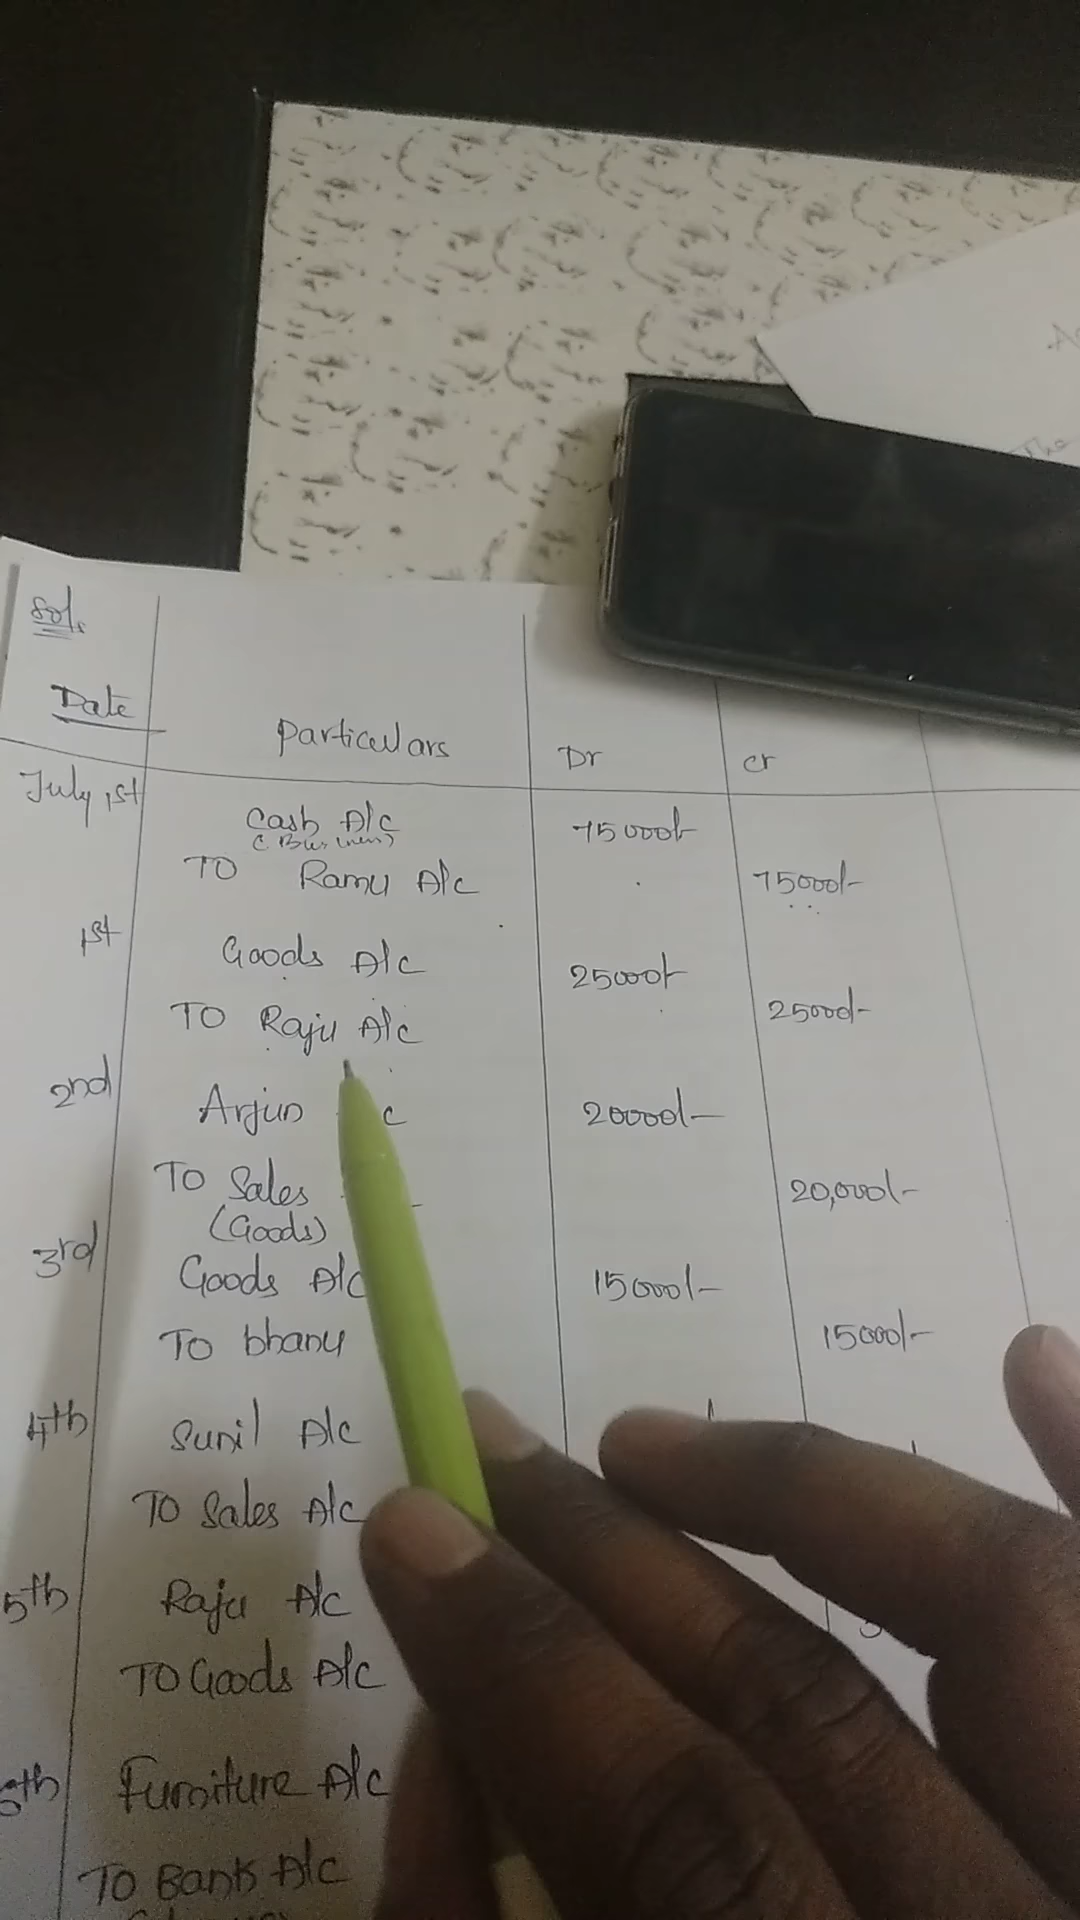 Sol.
Date Particulars Dr Cr
July 1st Cash A/c 75000/-
(Business)
TO Ramu A/c 75000/-
1st Goods A/c 25000/-
TO Raju A/c 25000/-
2nd Arjun c 20000/-
TO Sales 20,000/-
(Goods)
3rd Goods A/c 15000/-
TO bhanu 15000/-
4th Sunil A/c
TO Sales A/c
5th Raju A/c
TO Goods A/c
6th Furniture A/c
TO Bank A/c
The